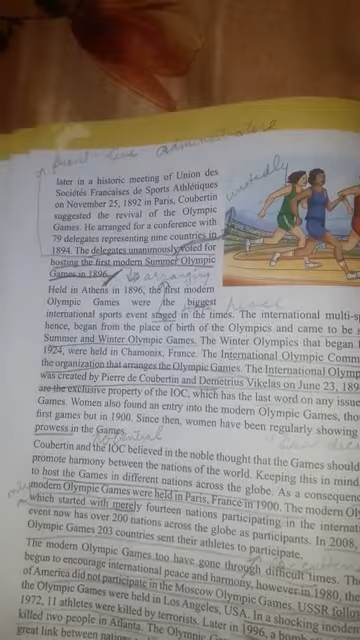 later in a historic meeting of Union des
Sociétés Francaises de Sports Athlétiques
on November 25, 1892 in Paris, Coubertin
suggested the revival of the Olympic
Games. He arranged for a conference with
79 delegates representing nine countries in
1894. The delegates unanimously voted for
hosting the first modern Summer Olympic
Games in 1896.
to arranging
Held in Athens in 1896, the first modern
Olympic Games were the biggest
international sports event staged in the times. The international multi-sp
hence, began from the place of birth of the Olympics and came to be
Summer and Winter Olympic Games. The Winter Olympics that began
1924, were held in Chamonix, France. The International Olympic Comm
the organization that arranges the Olympic Games. The International Olymp
was created by Pierre de Coubertin and Demetrius Vikelas on June 23, 189
are the exclusive property of the IOC, which has the last word on any issue
Games. Women also found an entry into the modern Olympic Games, tho
first games but in 1900. Since then, women have been regularly showing
prowess in the Games.
potential
Coubertin and the IOC believed in the noble thought that the Games should
promote harmony between the nations of the world. Keeping this in mind
to host the Games in different nations across the globe. As a consequenc
modern Olympic Games were held in Paris, France in 1900. The modern Oly
which started with merely fourteen nations participating in the internat
event now has over 200 nations across the globe as participants. In 2008,
Olympic Games 203 countries sent their athletes to participate.
The modern Olympic Games too have gone through difficult times. The
begun to encourage international peace and harmony, however in 1980, the
of America did not participate in the Moscow Olympic Games. USSR follow
the Olympic Games were held in Los Angeles, USA. In a shocking inciden
1972, 11 athletes were killed by terrorists. Later in 1996, a bomb
killed two people in Atlanta. The Olympic
great link between nations